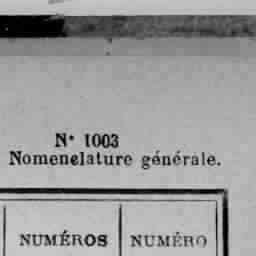 N° 1003
Nomenclature générale.
NUMÉROS NUMÉRO